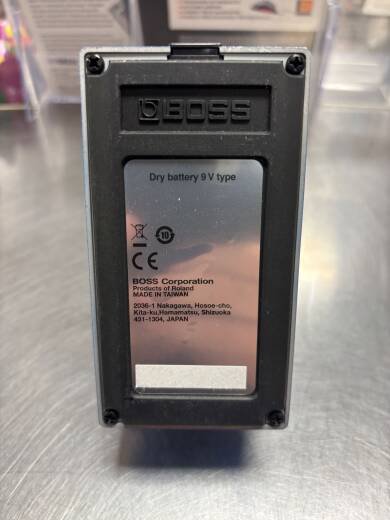 BOSS
Dry battery 9 V type
10
BOSS Corporation
Products of Roland
MADE IN TAIWAN
2036-1 Nakagawa, Hosoe-cho,
Kita-ku,Hamamatsu, Shizuoka
431-1304, JAPAN